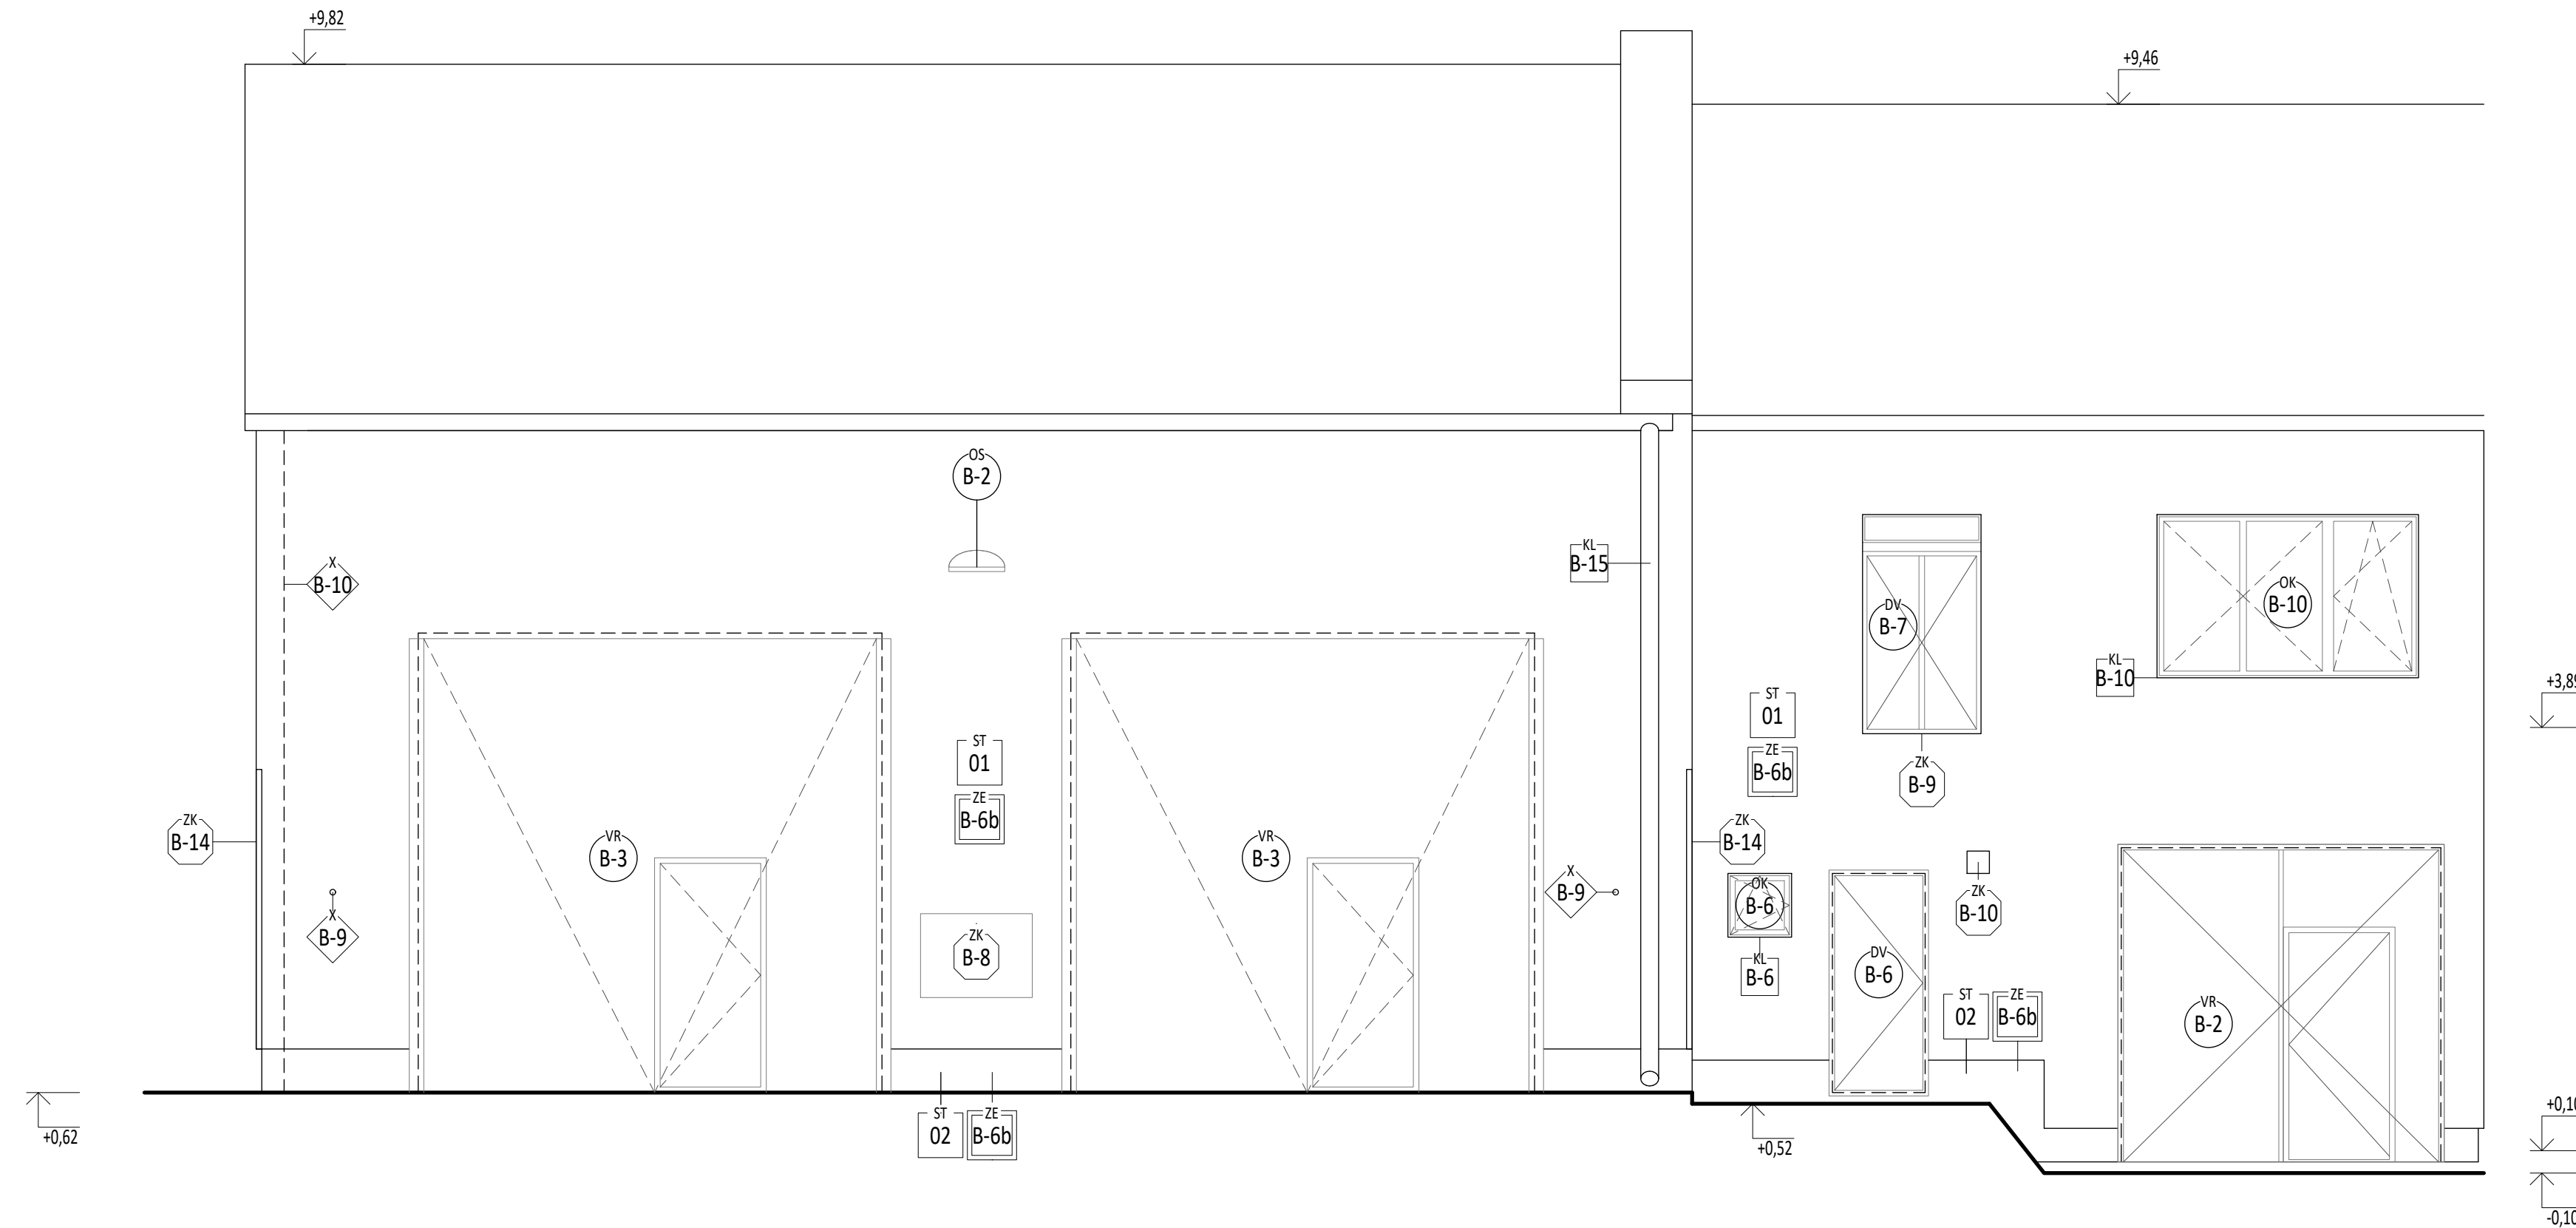 +9,82
+9,46
OS
B-2
X
B-10
KL
B-15
DV
B-7
OK
B-10
KL
B-10
ST
01
ZE
B-6b
ZK
B-9
+3,89
ST
01
ZE
B-6b
ZK
B-14
VR
B-3
VR
B-3
ZK
B-14
X
B-9
X
B-9
ZK
B-8
OK
B-6
KL
B-6
DV
B-6
ZK
B-10
ST
02
ZE
B-6b
VR
B-2
+0,62
ST
02
ZE
B-6b
+0,52
+0,10
-0,10